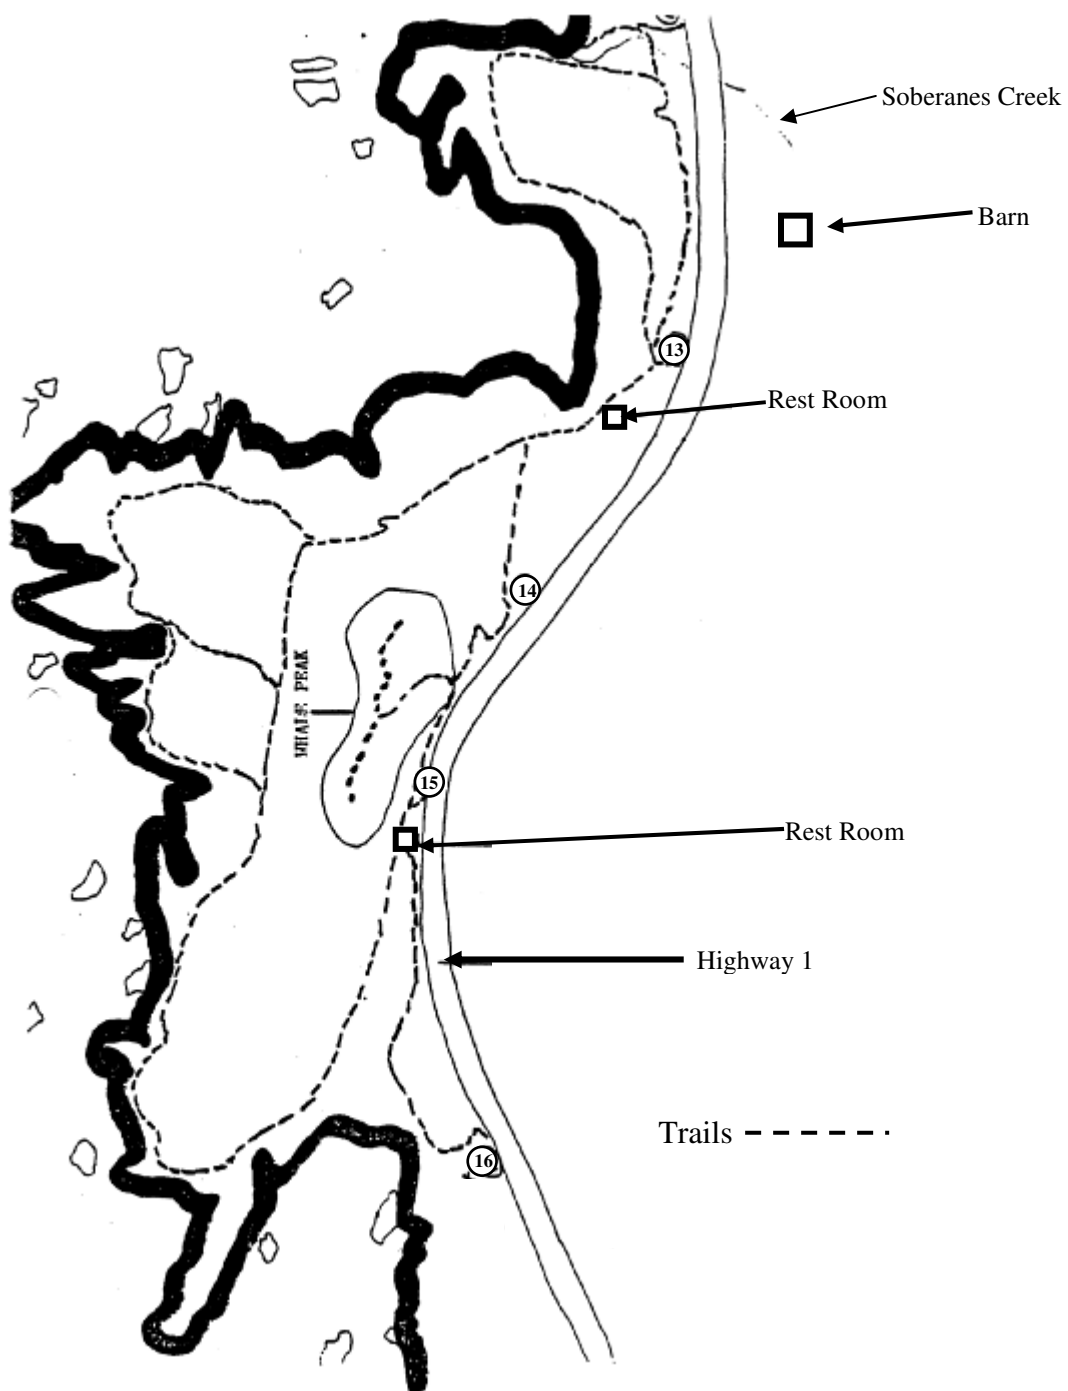 Soberanes Creek
Barn
13
Rest Room
14
WHALE PEAK
15
Rest Room
Highway 1
Trails
16